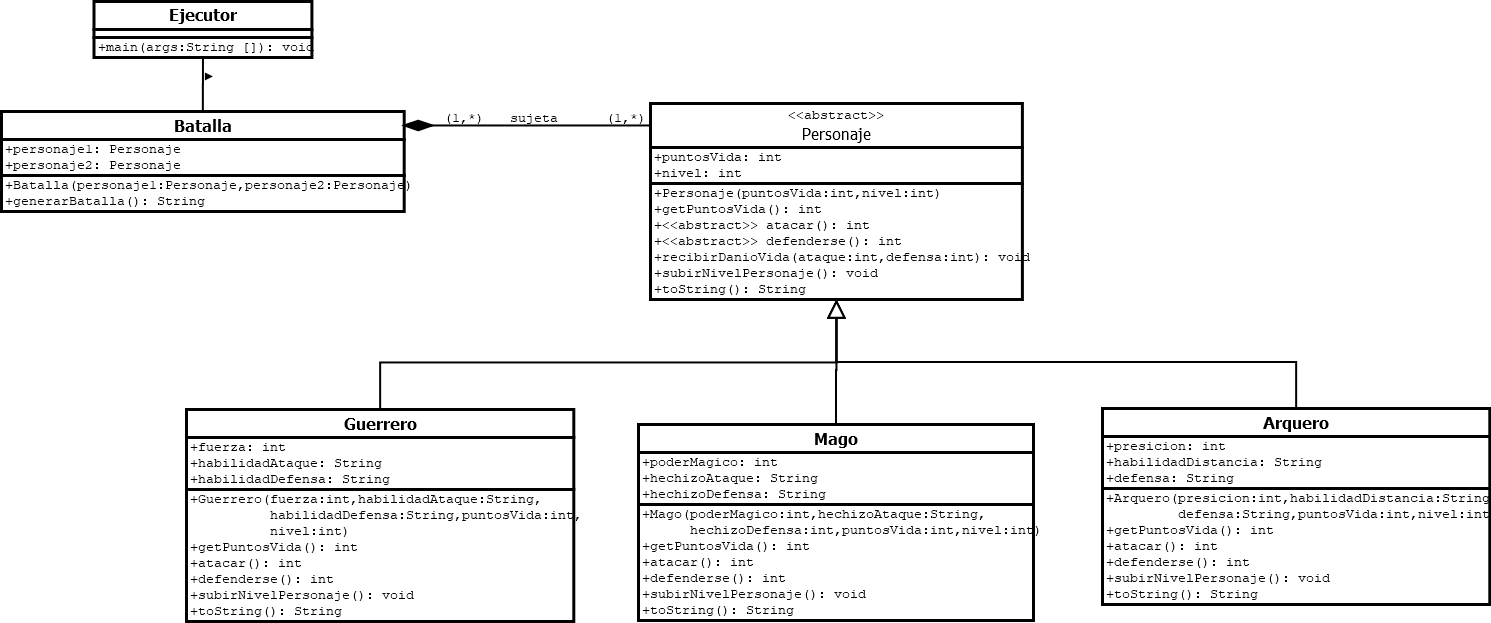 Ejecutor
+main(args:String []): void
Batalla
+personaje1: Personaje
+personaje2: Personaje
+Batalla(personaje1:Personaje,personaje2:Personaje)
+generarBatalla(): String
(1,*) sujeta (1,*)
<<abstract>>
Personaje
+puntosVida: int
+nivel: int
+Personaje(puntosVida:int,nivel:int)
+getPuntosVida(): int
+<<abstract>> atacar(): int
+<<abstract>> defenderse(): int
+recibirDanioVida(ataque:int,defensa:int): void
+subirNivelPersonaje(): void
+toString(): String
Guerrero
+fuerza: int
+habilidadAtaque: String
+habilidadDefensa: String
+Guerrero(fuerza:int,habilidadAtaque:String,
habilidadDefensa:String,puntosVida:int,
nivel:int)
+getPuntosVida(): int
+atacar(): int
+defenderse(): int
+subirNivelPersonaje(): void
+toString(): String
Mago
+poderMagico: int
+hechizoAtaque: String
+hechizoDefensa: String
+Mago(poderMagico:int,hechizoAtaque:String,
hechizoDefensa:int,puntosVida:int,nivel:int)
+getPuntosVida(): int
+atacar(): int
+defenderse(): int
+subirNivelPersonaje(): void
+toString(): String
Arquero
+presicion: int
+habilidadDistancia: String
+defensa: String
+Arquero(presicion:int,habilidadDistancia:String
defensa:String,puntosVida:int,nivel:int
+getPuntosVida(): int
+atacar(): int
+defenderse(): int
+subirNivelPersonaje(): void
+toString(): String